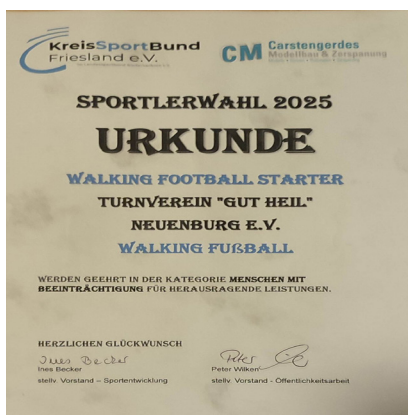 KreisSportBund
Friesland e.V.
CM Carstengerdes
Modellbau & Zerspanung
SPORTLERWAHL 2025
URKUNDE
WALKING FOOTBALL STARTER
TURNVEREIN "GUT HEIL"
NEUENBURG E.V.
WALKING FUßBALL
WERDEN GEEHRT IN DER KATEGORIE MENSCHEN MIT
BEEINTRÄCHTIGUNG FÜR HERAUSRAGENDE LEISTUNGEN.
HERZLICHEN GLÜCKWUNSCH
Ines Becker
Peter
Ines Becker
Peter Wilken
stellv. Vorstand – Sportentwicklung
stellv. Vorstand - Öffentlichkeitsarbeit